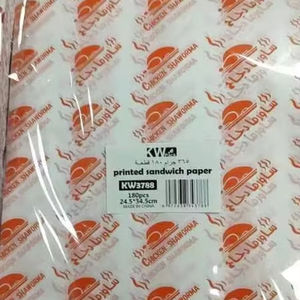 KW
٣٦٥ جرام ١٨٠ قطعة
printed sandwich paper
KW3788
180pcs
24.5*34.5cm
MADE IN CHINA
CHICKEN SHAWARMA
شاورما دجاج